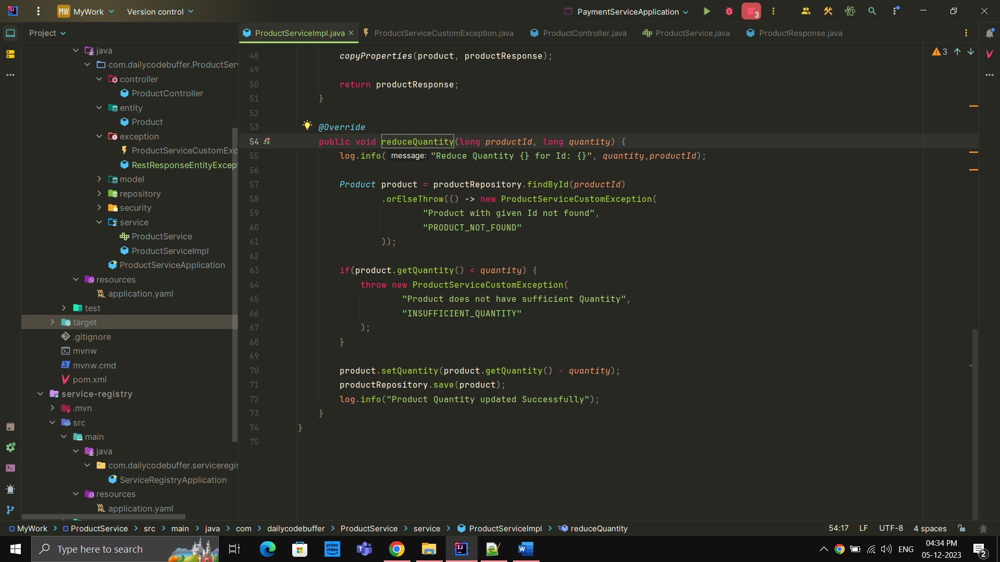 MW MyWork Version control PaymentServiceApplication 3
Project
ProductServiceImpl.java ProductServiceCustomException.java ProductController.java ProductService.java ProductResponse.java
java
com.dailycodebuffer.ProductSer
controller
ProductController
entity
Product
exception
ProductServiceCustomExc
RestResponseEntityExcep
model
repository
security
service
ProductService
ProductServiceImpl
ProductServiceApplication
resources
application.yaml
test
target
.gitignore
mvnw
mvnw.cmd
pom.xml
service-registry
.mvn
src
main
java
com.dailycodebuffer.serviceregis
ServiceRegistryApplication
resources
application.yaml
3
48 copyProperties(product, productResponse);
49
50 return productResponse;
51 }
52
53 @Override
54 public void reduceQuantity(long productId, long quantity) {
55 log.info( message: "Reduce Quantity {} for Id: {}", quantity,productId);
56
57 Product product = productRepository.findById(productId)
58 .orElseThrow(() -> new ProductServiceCustomException(
59 "Product with given Id not found",
60 "PRODUCT_NOT_FOUND"
61 ));
62
63 if(product.getQuantity() < quantity) {
64 throw new ProductServiceCustomException(
65 "Product does not have sufficient Quantity",
66 "INSUFFICIENT_QUANTITY"
67 );
68 }
69
70 product.setQuantity(product.getQuantity() - quantity);
71 productRepository.save(product);
72 log.info("Product Quantity updated Successfully");
73 }
74 }
75
MyWork > ProductService > src > main > java > com > dailycodebuffer > ProductService > service > ProductServiceImpl > reduceQuantity 54:17 LF UTF-8 4 spaces
Type here to search
prime video
ENG
04:34 PM
05-12-2023
2